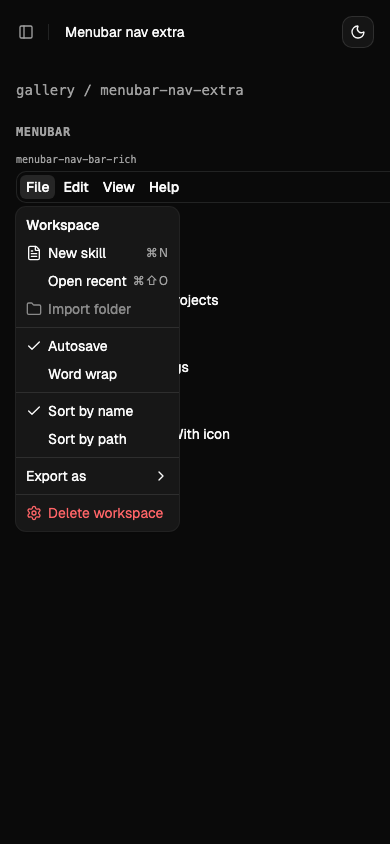 Menubar nav extra
gallery / menubar-nav-extra
MENUBAR
menubar-nav-bar-rich
File Edit View Help
Workspace
New skill ⌘N
Open recent ⌘⇧O
Import folder
Autosave
Word wrap
Sort by name
Sort by path
Export as
Delete workspace
With icon